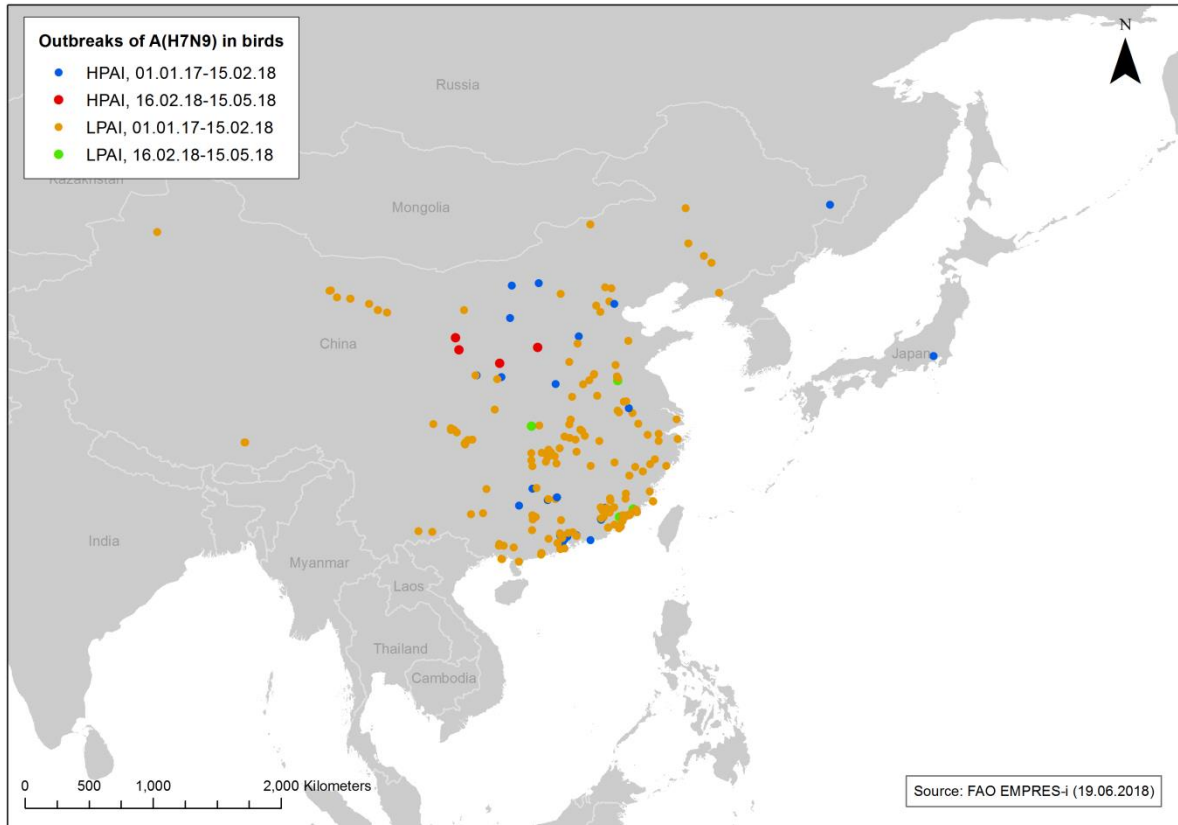 Outbreaks of A(H7N9) in birds
HPAI, 01.01.17-15.02.18
HPAI, 16.02.18-15.05.18
LPAI, 01.01.17-15.02.18
LPAI, 16.02.18-15.05.18
N
Russia
Kazakhstan
Mongolia
China
Japan
India
Myanmar
Laos
Thailand
Cambodia
0 500 1,000 2,000 Kilometers
Source: FAO EMPRES-i (19.06.2018)